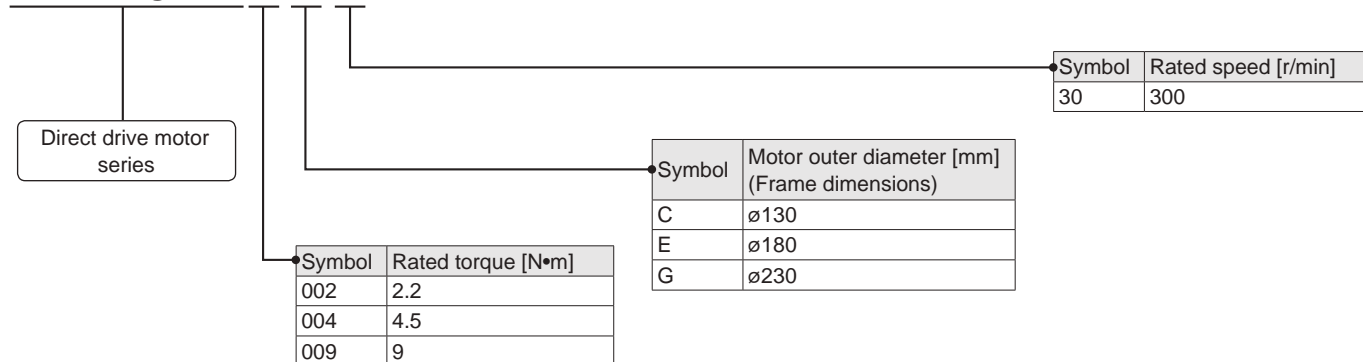 Symbol Rated speed [r/min]
30 300
Direct drive motor
series
Symbol Motor outer diameter [mm]
(Frame dimensions)
C ø130
E ø180
G ø230
Symbol Rated torque [N•m]
002 2.2
004 4.5
009 9